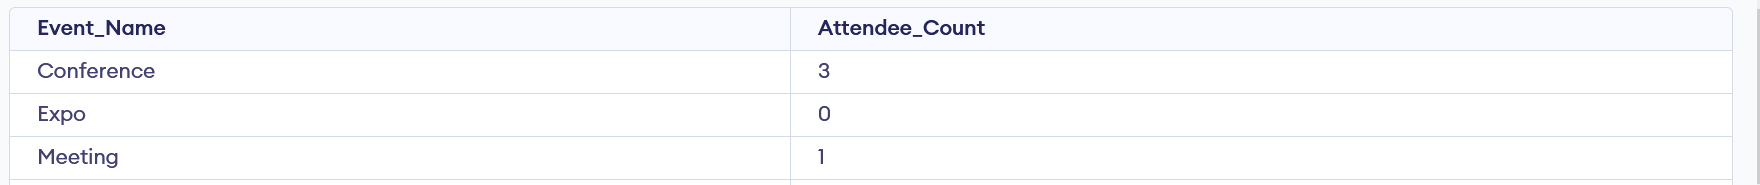 Event_Name Attendee_Count
Conference 3
Expo 0
Meeting 1